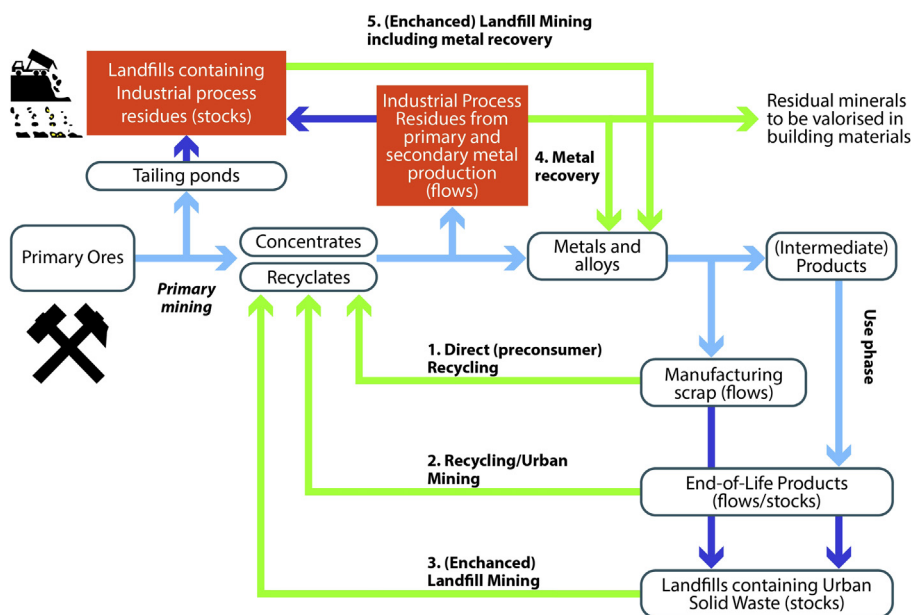 5. (Enchanced) Landfill Mining
including metal recovery
Landfills containing
Industrial process
residues (stocks)
Industrial Process
Residues from
primary and
secondary metal
production
(flows)
Residual minerals
to be valorised in
building materials
4. Metal
recovery
Tailing ponds
Primary Ores
Primary
mining
Concentrates
Recyclates
Metals and
alloys
(Intermediate)
Products
Use phase
1. Direct (preconsumer)
Recycling
Manufacturing
scrap (flows)
2. Recycling/Urban
Mining
End-of-Life Products
(flows/stocks)
3. (Enchanced)
Landfill Mining
Landfills containing Urban
Solid Waste (stocks)